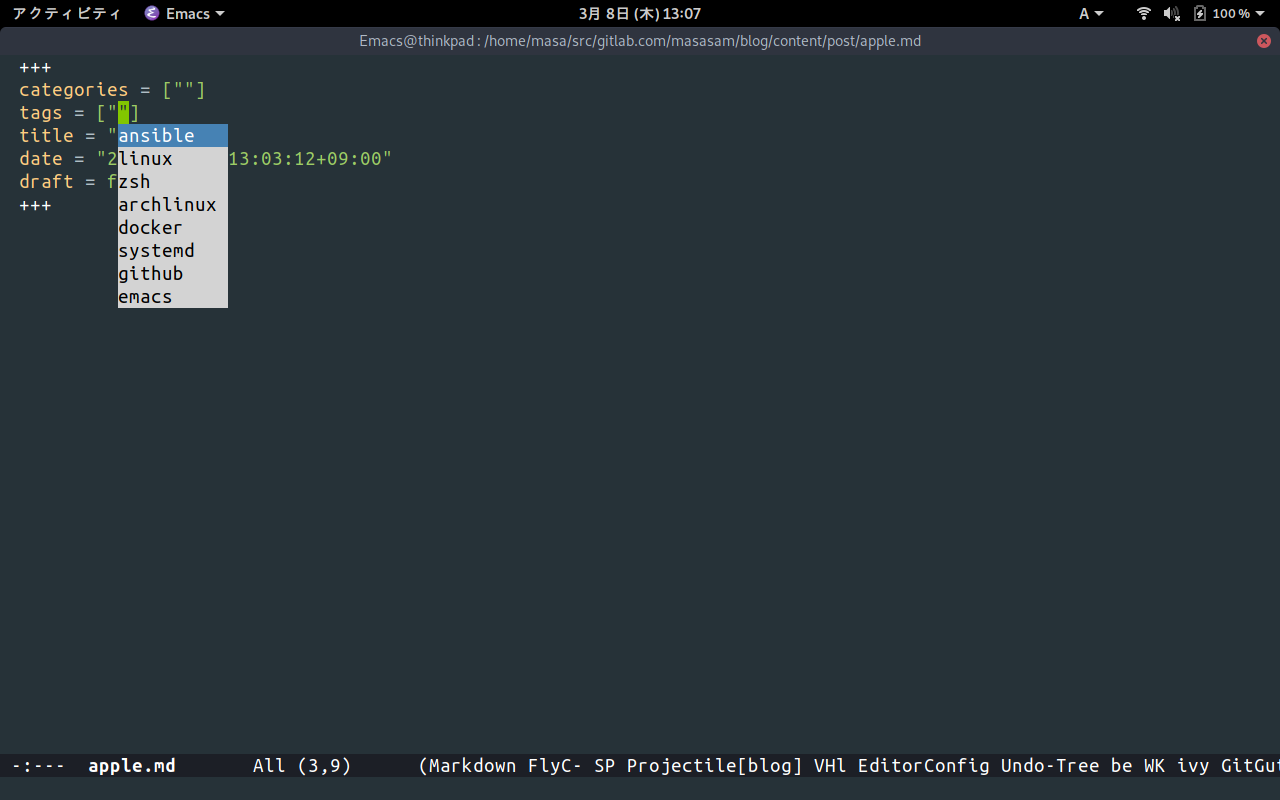 アクティビティ Emacs 3月 8日 (木) 13:07 A 100 %
Emacs@thinkpad : /home/masa/src/gitlab.com/masasam/blog/content/post/apple.md
+++
categories = [""]
tags = [""]
title = "
date = "2 13:03:12+09:00"
draft = f
+++
ansible
linux
zsh
archlinux
docker
systemd
github
emacs
-:--- apple.md All (3,9) (Markdown FlyC- SP Projectile[blog] VHl EditorConfig Undo-Tree be WK ivy GitGut